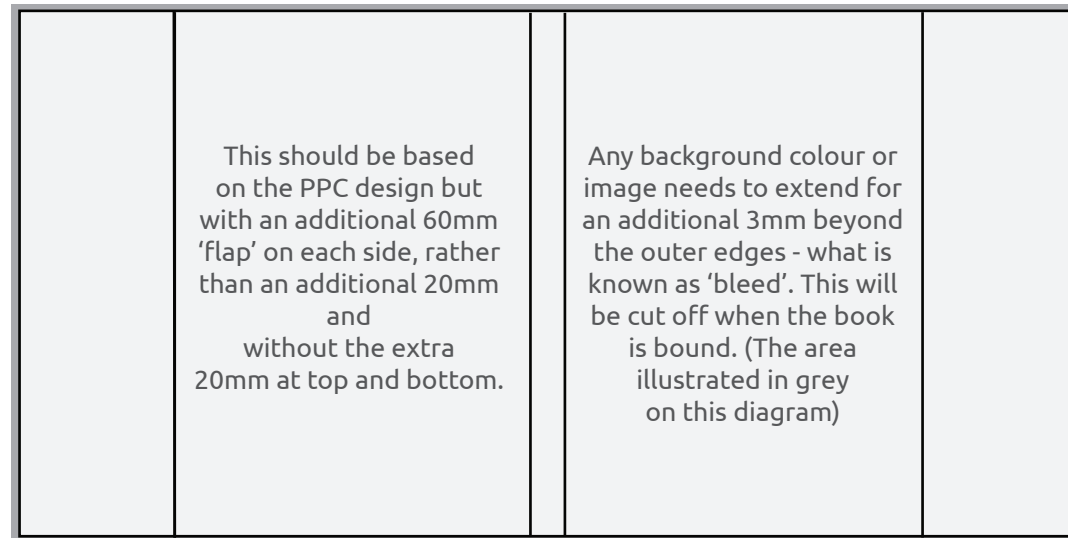 This should be based
on the PPC design but
with an additional 60mm
‘flap’ on each side, rather
than an additional 20mm
and
without the extra
20mm at top and bottom.
Any background colour or
image needs to extend for
an additional 3mm beyond
the outer edges - what is
known as ‘bleed’. This will
be cut off when the book
is bound. (The area
illustrated in grey
on this diagram)